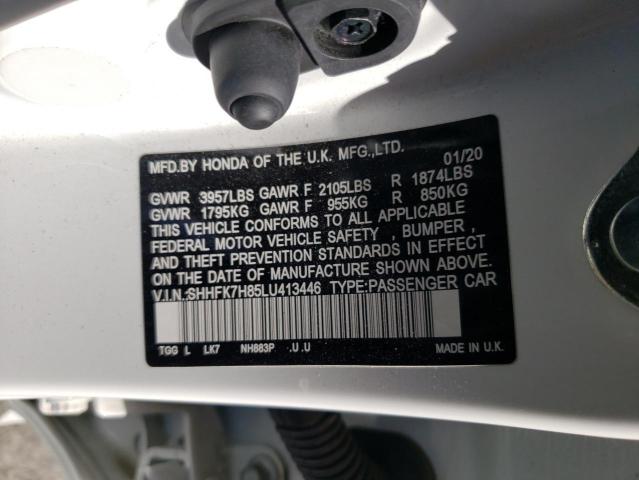 MFD.BY HONDA OF THE U.K. MFG.,LTD. 01/20
GVWR 3957LBS GAWR F 2105LBS R 1874LBS
GVWR 1795KG GAWR F 955KG R 850KG
THIS VEHICLE CONFORMS TO ALL APPLICABLE
FEDERAL MOTOR VEHICLE SAFETY , BUMPER ,
AND THEFT PREVENTION STANDARDS IN EFFECT
ON THE DATE OF MANUFACTURE SHOWN ABOVE.
V.I.N.:SHHFK7H85LU413446 TYPE:PASSENGER CAR
TGG L LK7 NH883P .U.U MADE IN U.K.